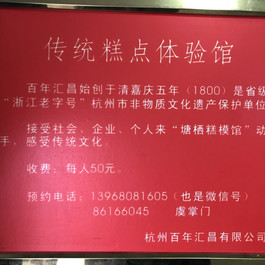 传统糕点体验馆
百年汇昌始创于清嘉庆五年（1800）是省级
“浙江老字号”杭州市非物质文化遗产保护单位
接受社会、企业、个人来“塘栖糕模馆”动
手，感受传统文化。
收费：每人50元。
预约电话：13968081605（也是微信号）
86166045 虞掌门
杭州百年汇昌有限公司